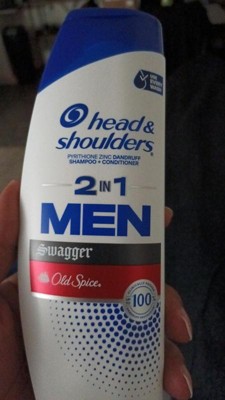 head &
shoulders
PYRITHIONE ZINC DANDRUFF
SHAMPOO + CONDITIONER
2 IN 1
MEN
Swagger
Old Spice
100